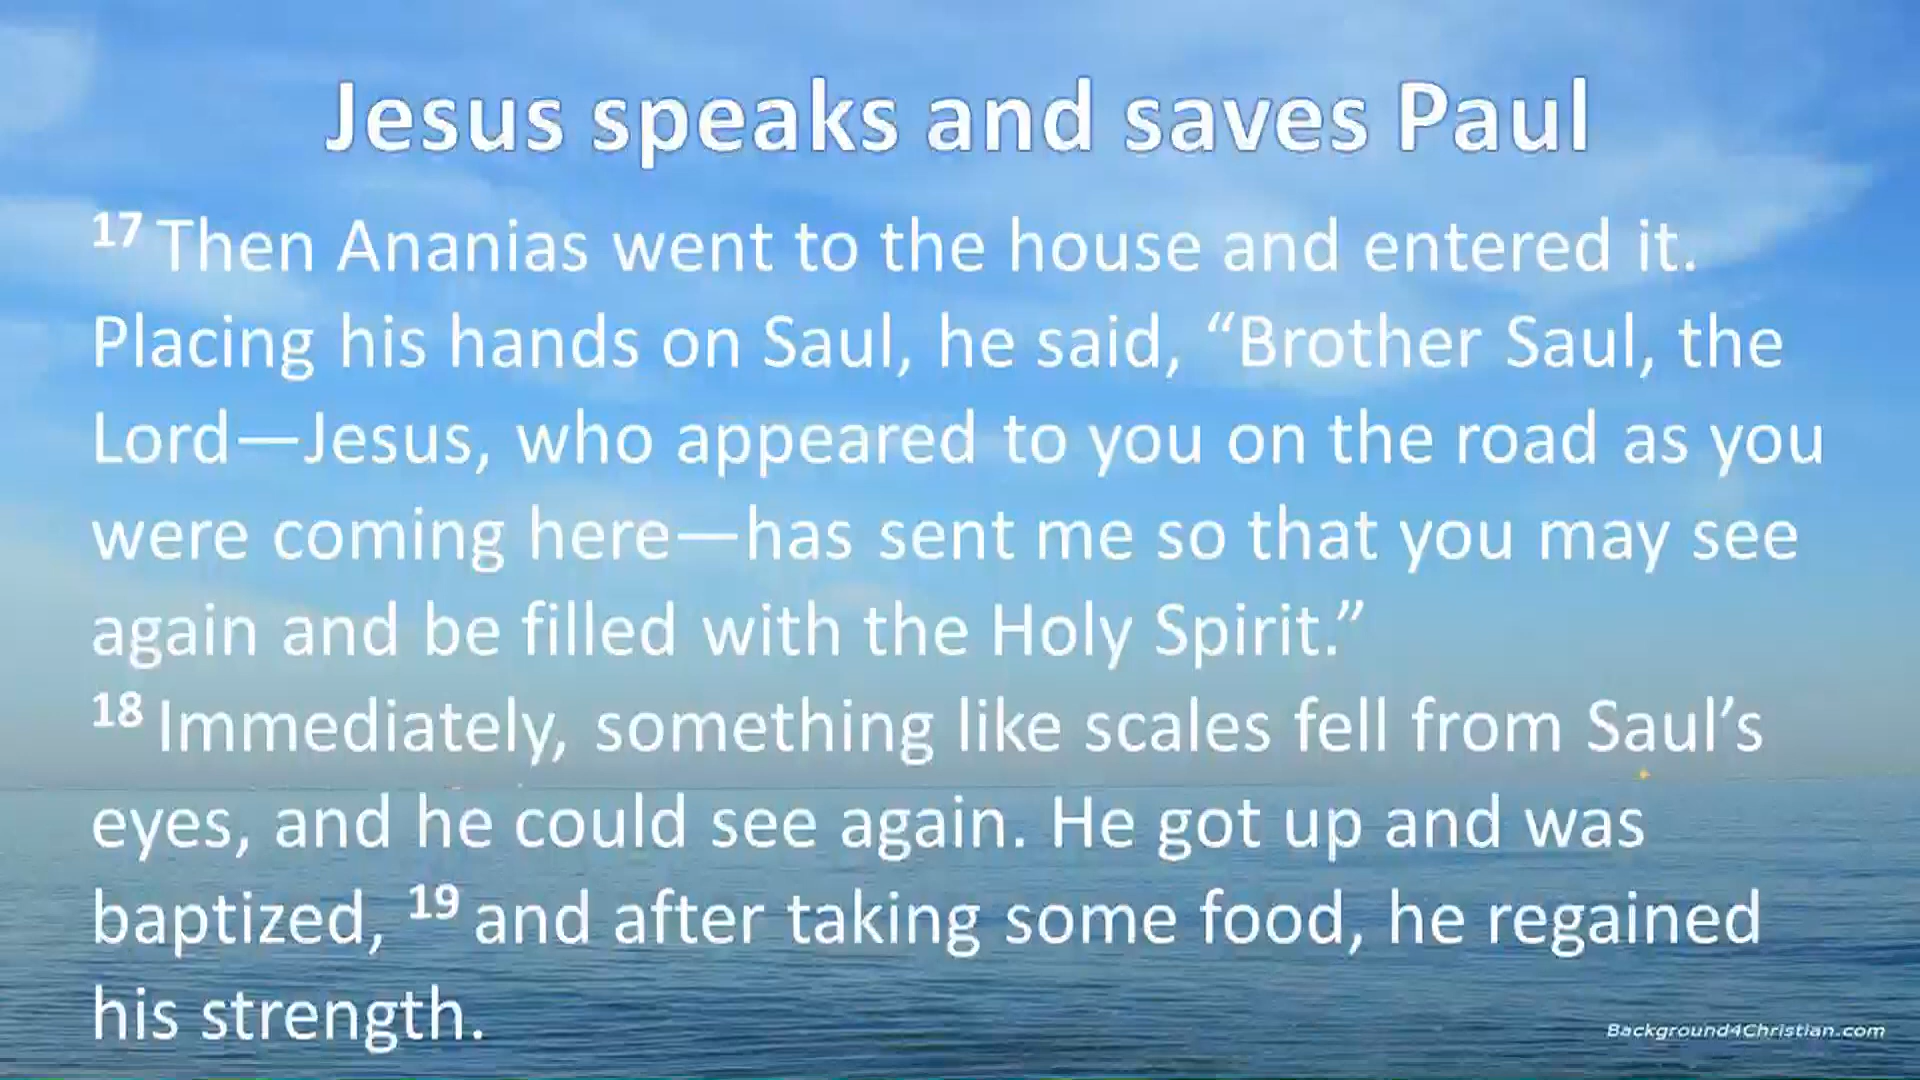 Jesus speaks and saves Paul
17 Then Ananias went to the house and entered it.
Placing his hands on Saul, he said, “Brother Saul, the
Lord—Jesus, who appeared to you on the road as you
were coming here—has sent me so that you may see
again and be filled with the Holy Spirit.”
18 Immediately, something like scales fell from Saul’s
eyes, and he could see again. He got up and was
baptized, 19 and after taking some food, he regained
his strength.
Background4Christian.com